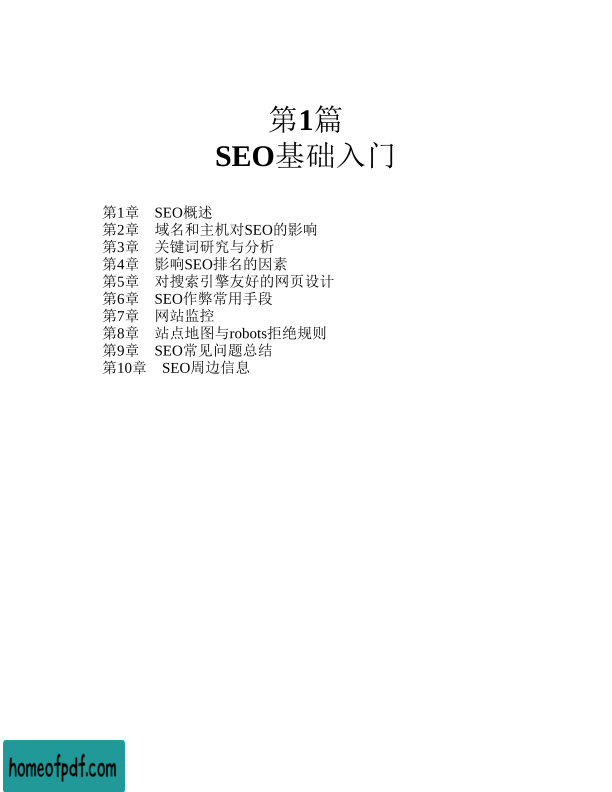 第1篇
SEO基础入门
第1章　SEO概述
第2章　域名和主机对SEO的影响
第3章　关键词研究与分析
第4章　影响SEO排名的因素
第5章　对搜索引擎友好的网页设计
第6章　SEO作弊常用手段
第7章　网站监控
第8章　站点地图与robots拒绝规则
第9章　SEO常见问题总结
第10章　SEO周边信息
homeofpdf.com